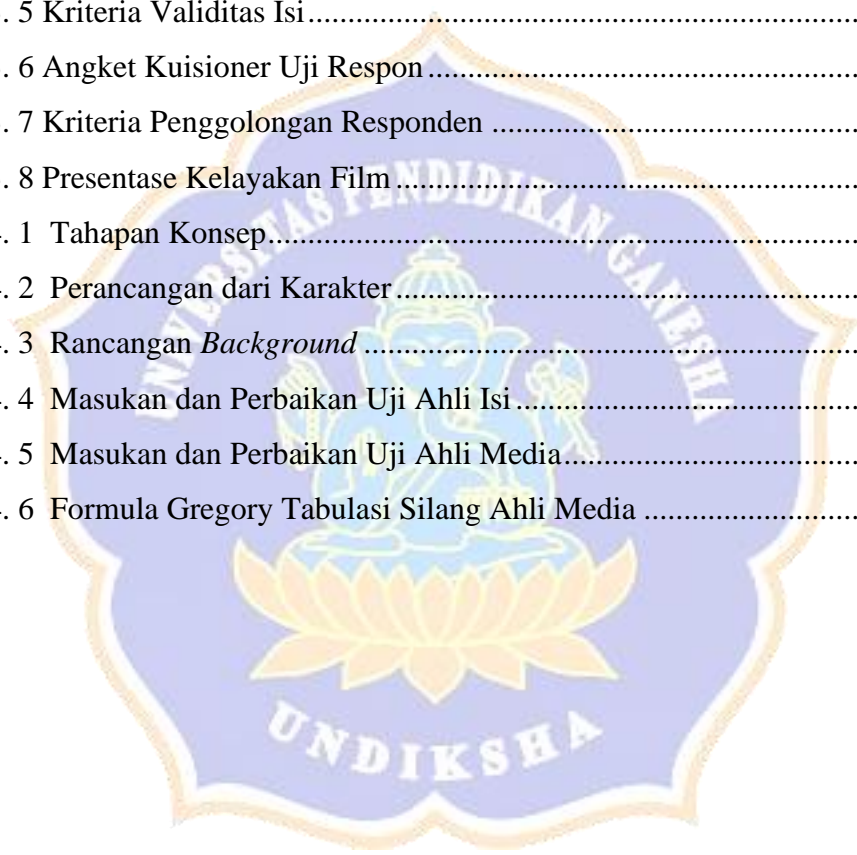 . 5 Kriteria Validitas Isi
. 6 Angket Kuisioner Uji Respon
. 7 Kriteria Penggolongan Responden
. 8 Presentase Kelayakan Film
. 1 Tahapan Konsep
. 2 Perancangan dari Karakter
. 3 Rancangan Background
. 4 Masukan dan Perbaikan Uji Ahli Isi
. 5 Masukan dan Perbaikan Uji Ahli Media
. 6 Formula Gregory Tabulasi Silang Ahli Media
UNIVERSITAS PENDIDIKAN GANESHA
UNDIKSHA